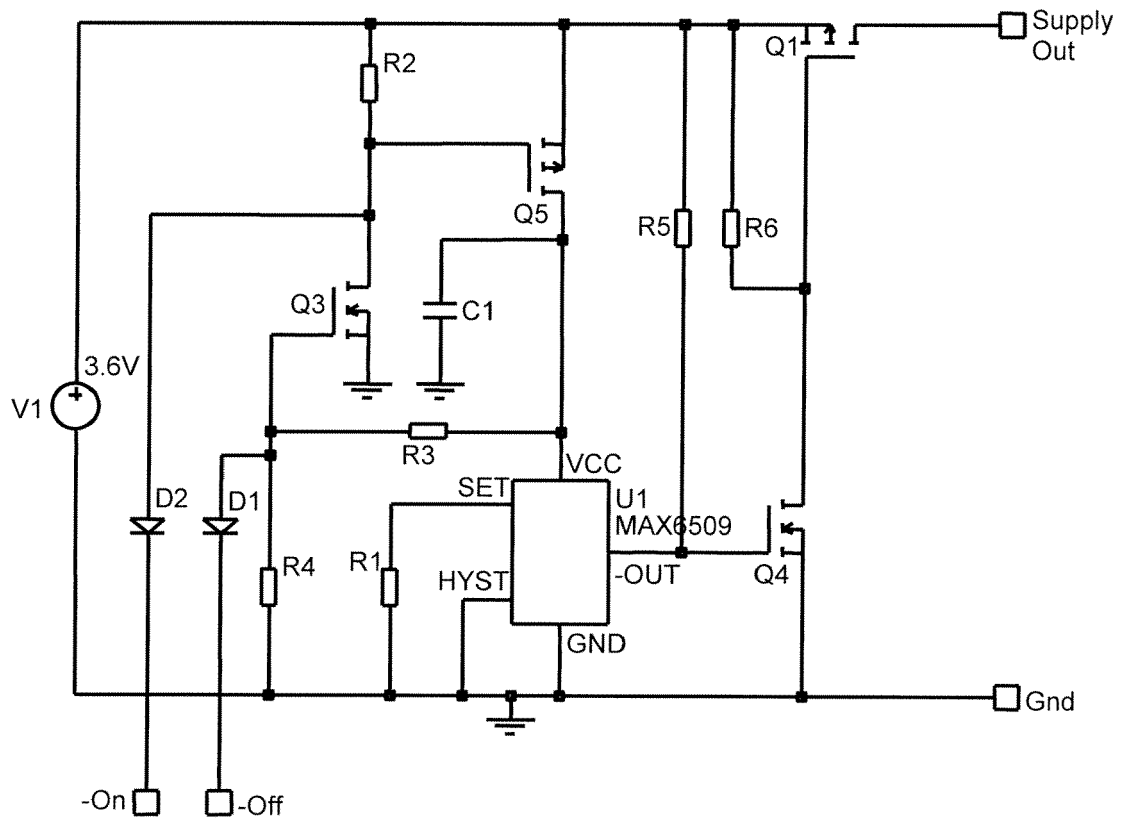 Supply
Out
Q1
R2
Q5
R5
R6
Q3
C1
3.6V
V1
R3
VCC
SET
U1
MAX6509
D2
D1
R4
R1
HYST
-OUT
Q4
GND
Gnd
-On
-Off